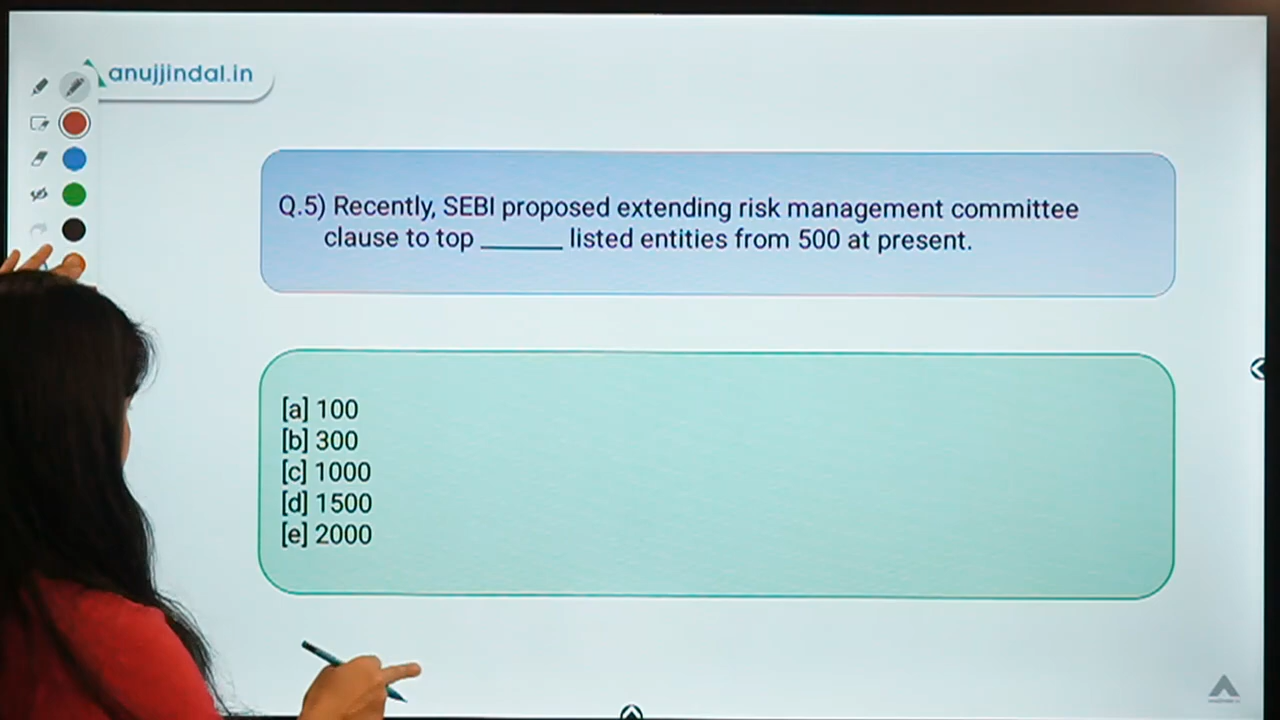 anujjindal.in
Q.5) Recently, SEBI proposed extending risk management committee
clause to top ______ listed entities from 500 at present.
[a] 100
[b] 300
[c] 1000
[d] 1500
[e] 2000